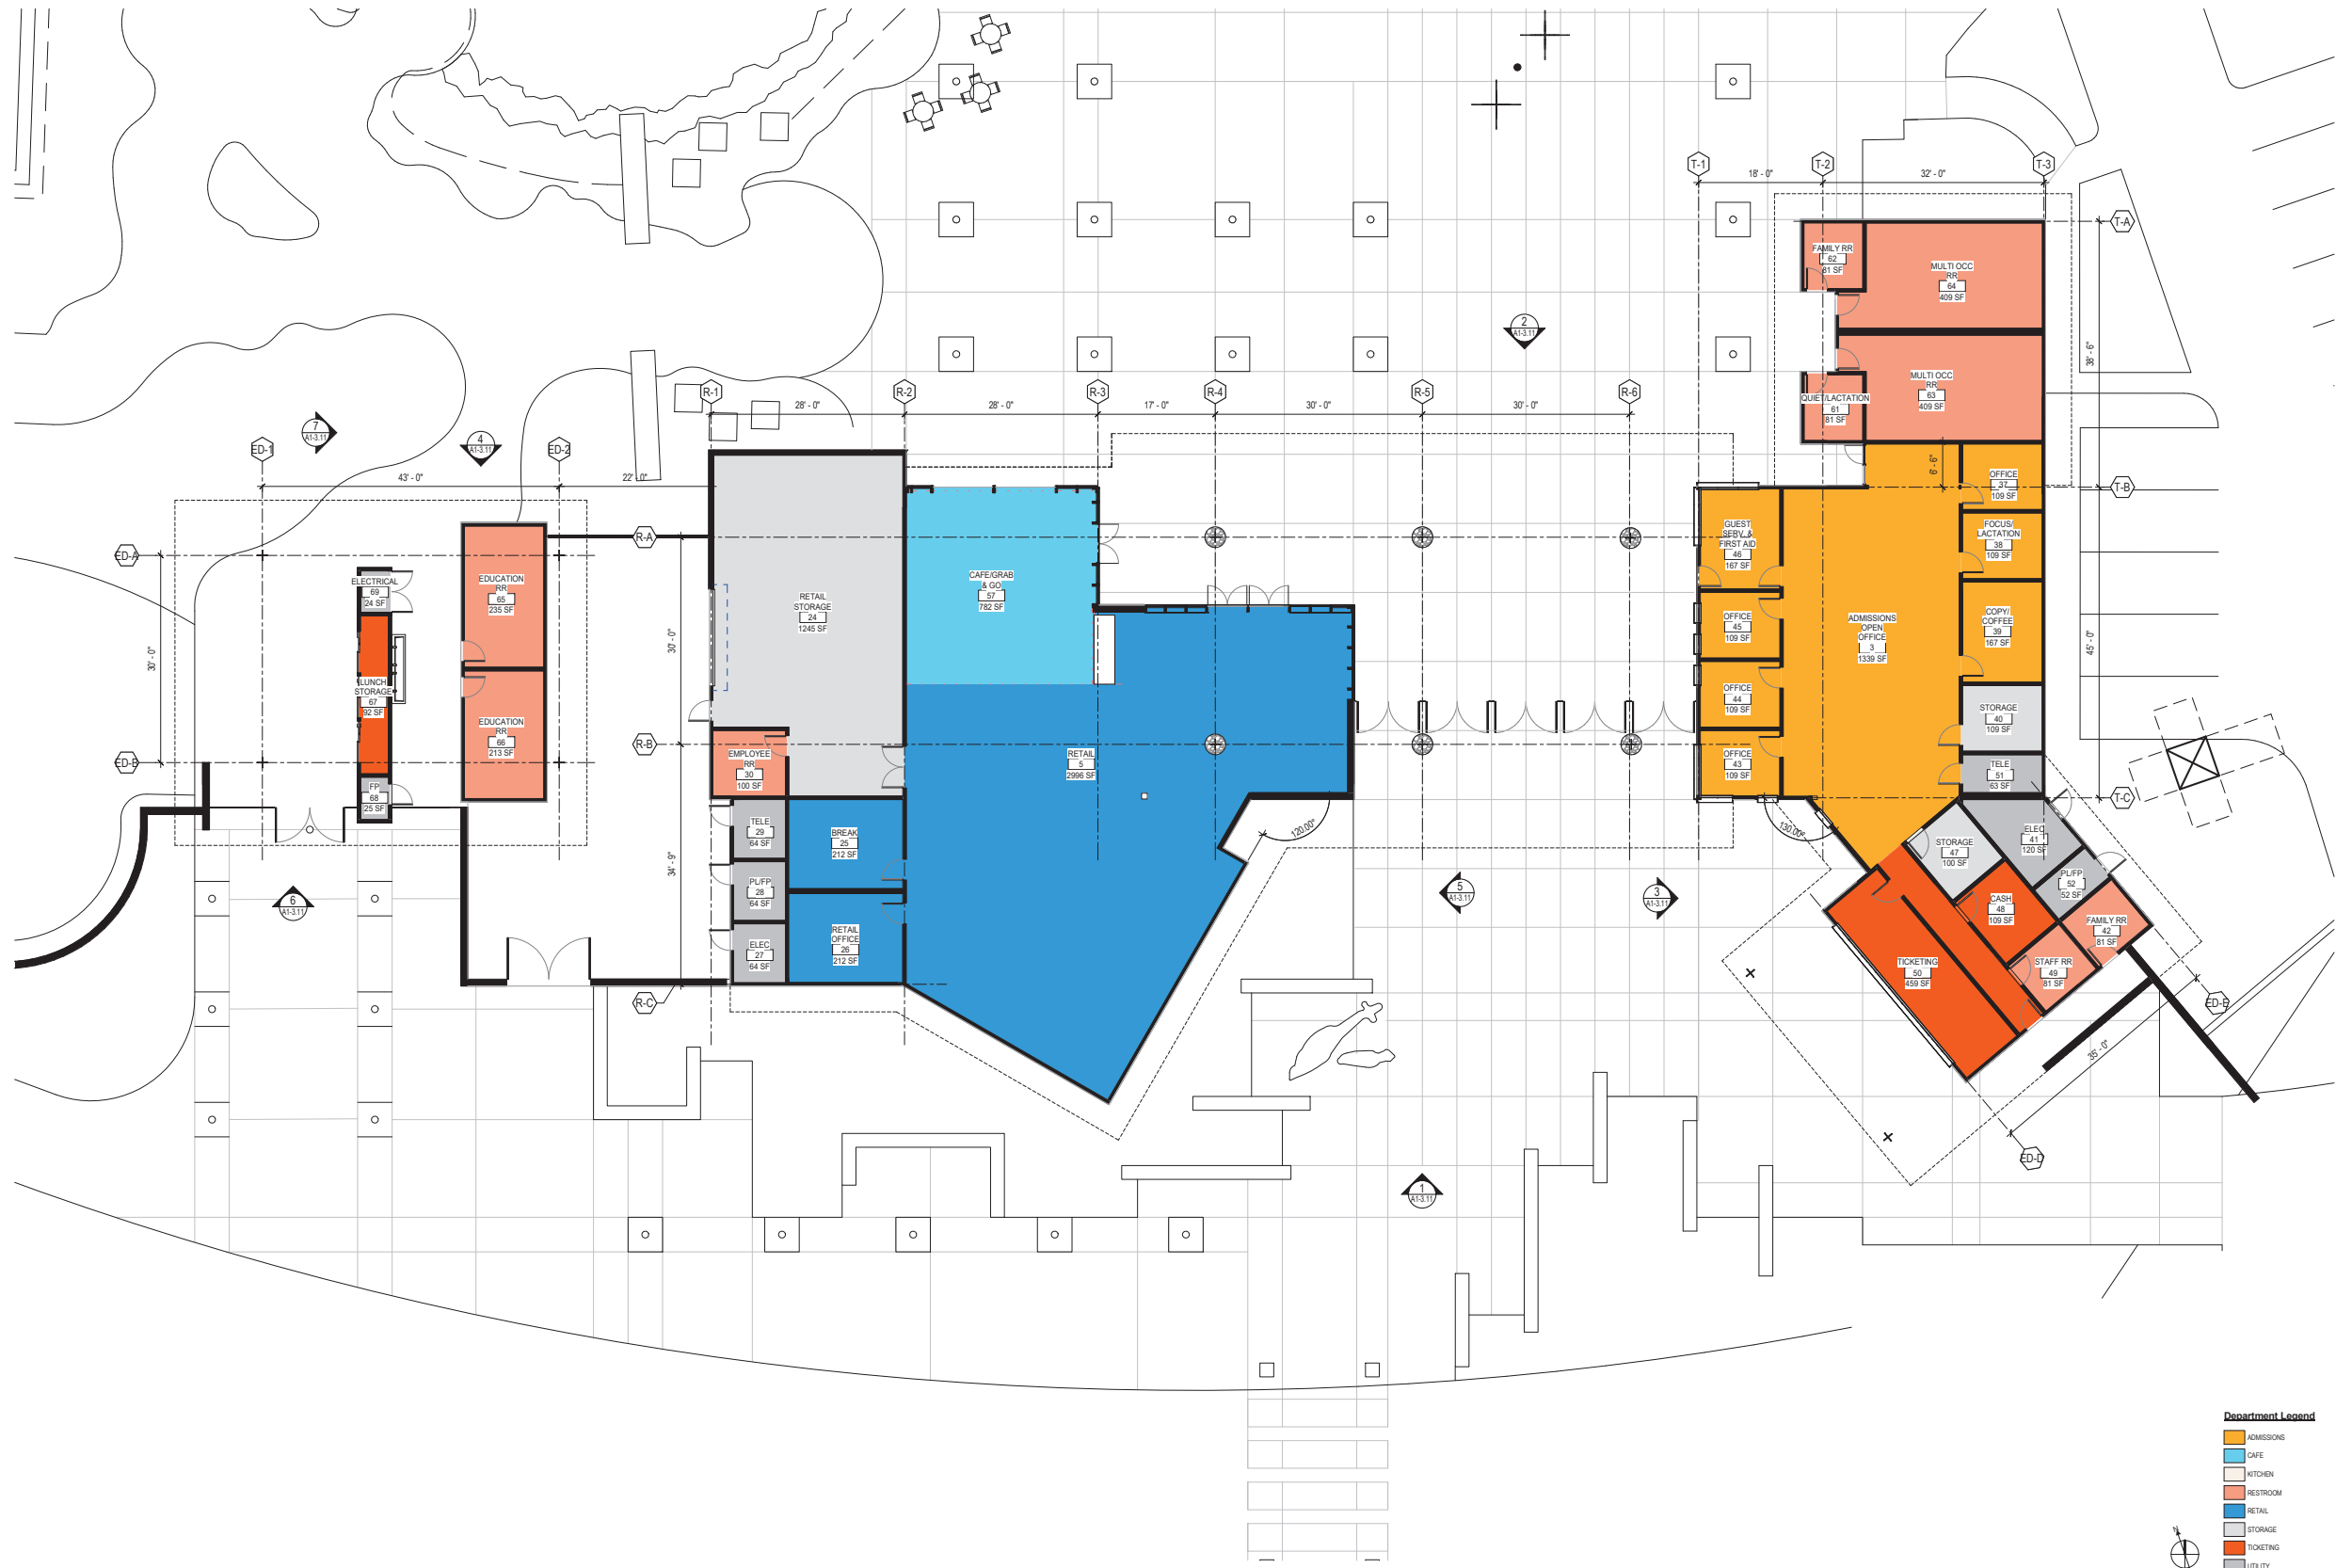 T-1
T-2
T-3
18' - 0"
32' - 0"
T-A
FAMILY RR
62
81 SF
MULTI OCC
RR
64
409 SF
2
A1-3.11
38' - 6"
MULTI OCC
RR
63
409 SF
QUIET/LACTATION
61
81 SF
R-1
R-2
R-3
R-4
R-5
R-6
28' - 0"
28' - 0"
17' - 0"
30' - 0"
30' - 0"
7
A1-3.11
4
A1-3.11
ED-1
ED-2
43' - 0"
22' - 0"
6' - 6"
OFFICE
37
109 SF
T-B
ED-A
R-A
GUEST
SERV. &
FIRST AID
46
167 SF
FOCUS/
LACTATION
38
109 SF
ELECTRICAL
69
24 SF
EDUCATION
RR
65
235 SF
RETAIL
STORAGE
24
1245 SF
CAFE/GRAB
& GO
57
782 SF
OFFICE
45
109 SF
ADMISSIONS
OPEN
OFFICE
3
1339 SF
COPY/
COFFEE
39
167 SF
30' - 0"
30' - 0"
45' - 0"
LUNCH
STORAGE
67
92 SF
OFFICE
44
109 SF
STORAGE
40
109 SF
EDUCATION
RR
66
213 SF
R-B
ED-B
EMPLOYEE
RR
30
100 SF
RETAIL
5
2996 SF
OFFICE
43
109 SF
TELE
51
63 SF
FP
68
25 SF
T-C
TELE
29
64 SF
BREAK
25
212 SF
120.00°
130.00°
STORAGE
47
100 SF
ELEC
41
120 SF
34' - 9"
PL/FP
28
64 SF
PL/FP
52
52 SF
6
A1-3.11
5
A1-3.11
3
A1-3.11
CASH
48
109 SF
FAMILY RR
42
81 SF
RETAIL
OFFICE
26
212 SF
ELEC
27
64 SF
TICKETING
50
459 SF
STAFF RR
49
81 SF
R-C
ED-E
35' - 0"
ED-D
1
A1-3.11
Department Legend
ADMISSIONS
CAFE
KITCHEN
RESTROOM
RETAIL
STORAGE
TICKETING
UTILITY
N